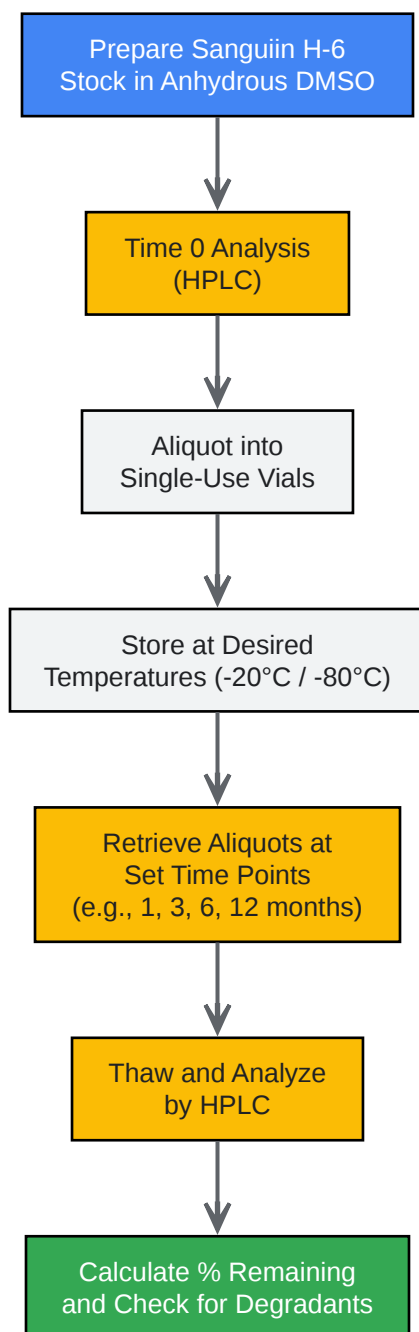 Prepare Sanguiin H-6
Stock in Anhydrous DMSO
Time 0 Analysis
(HPLC)
Aliquot into
Single-Use Vials
Store at Desired
Temperatures (-20°C / -80°C)
Retrieve Aliquots at
Set Time Points
(e.g., 1, 3, 6, 12 months)
Thaw and Analyze
by HPLC
Calculate % Remaining
and Check for Degradants